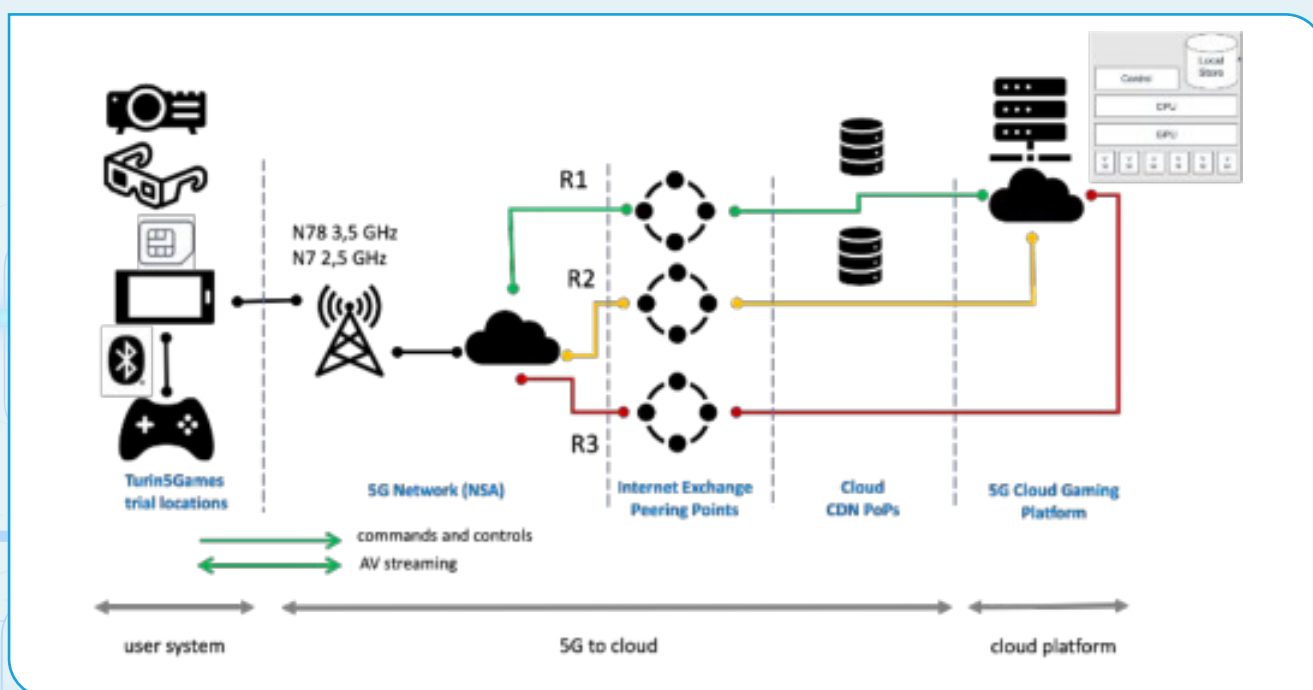 Local
Store
Control
CPU
GPU
R1
N78 3,5 GHz
N7 2,5 GHz
R2
R3
Turin5Games
trial locations
5G Network (NSA)
Internet Exchange
Peering Points
Cloud
CDN PoPs
5G Cloud Gaming
Platform
commands and controls
AV streaming
user system
5G to cloud
cloud platform